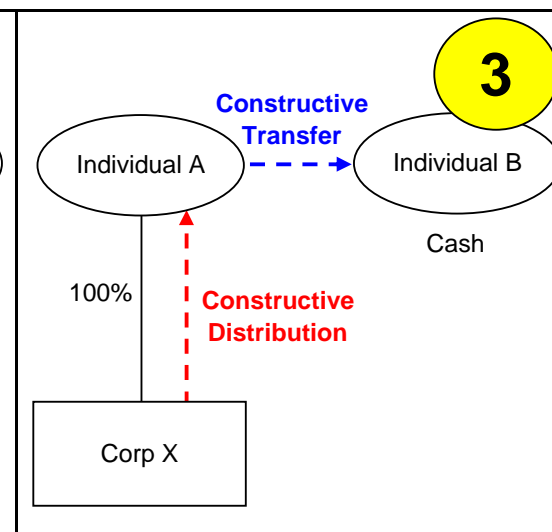 3
Constructive
Transfer
Individual A
Individual B
Cash
100%
Constructive
Distribution
Corp X